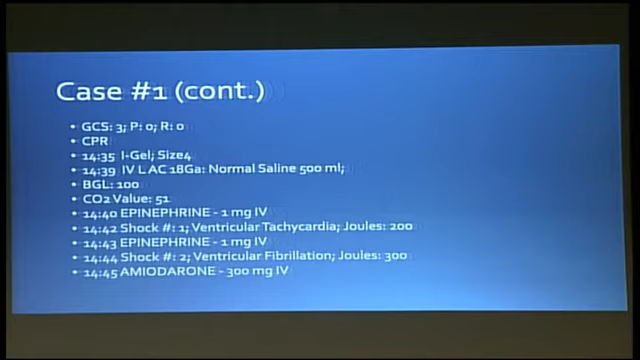 Case #1 (cont.)
• GCS: 3; P: 0; R: 0
• CPR
• 14:35 I-Gel; Size4
• 14:39 IV L AC 18Ga: Normal Saline 500 ml;
• BGL: 100
• CO2 Value: 51
• 14:40 EPINEPHRINE - 1 mg IV
• 14:42 Shock #: 1; Ventricular Tachycardia; Joules: 200
• 14:43 EPINEPHRINE - 1 mg IV
• 14:44 Shock #: 2; Ventricular Fibrillation; Joules: 300
• 14:45 AMIODARONE - 300 mg IV